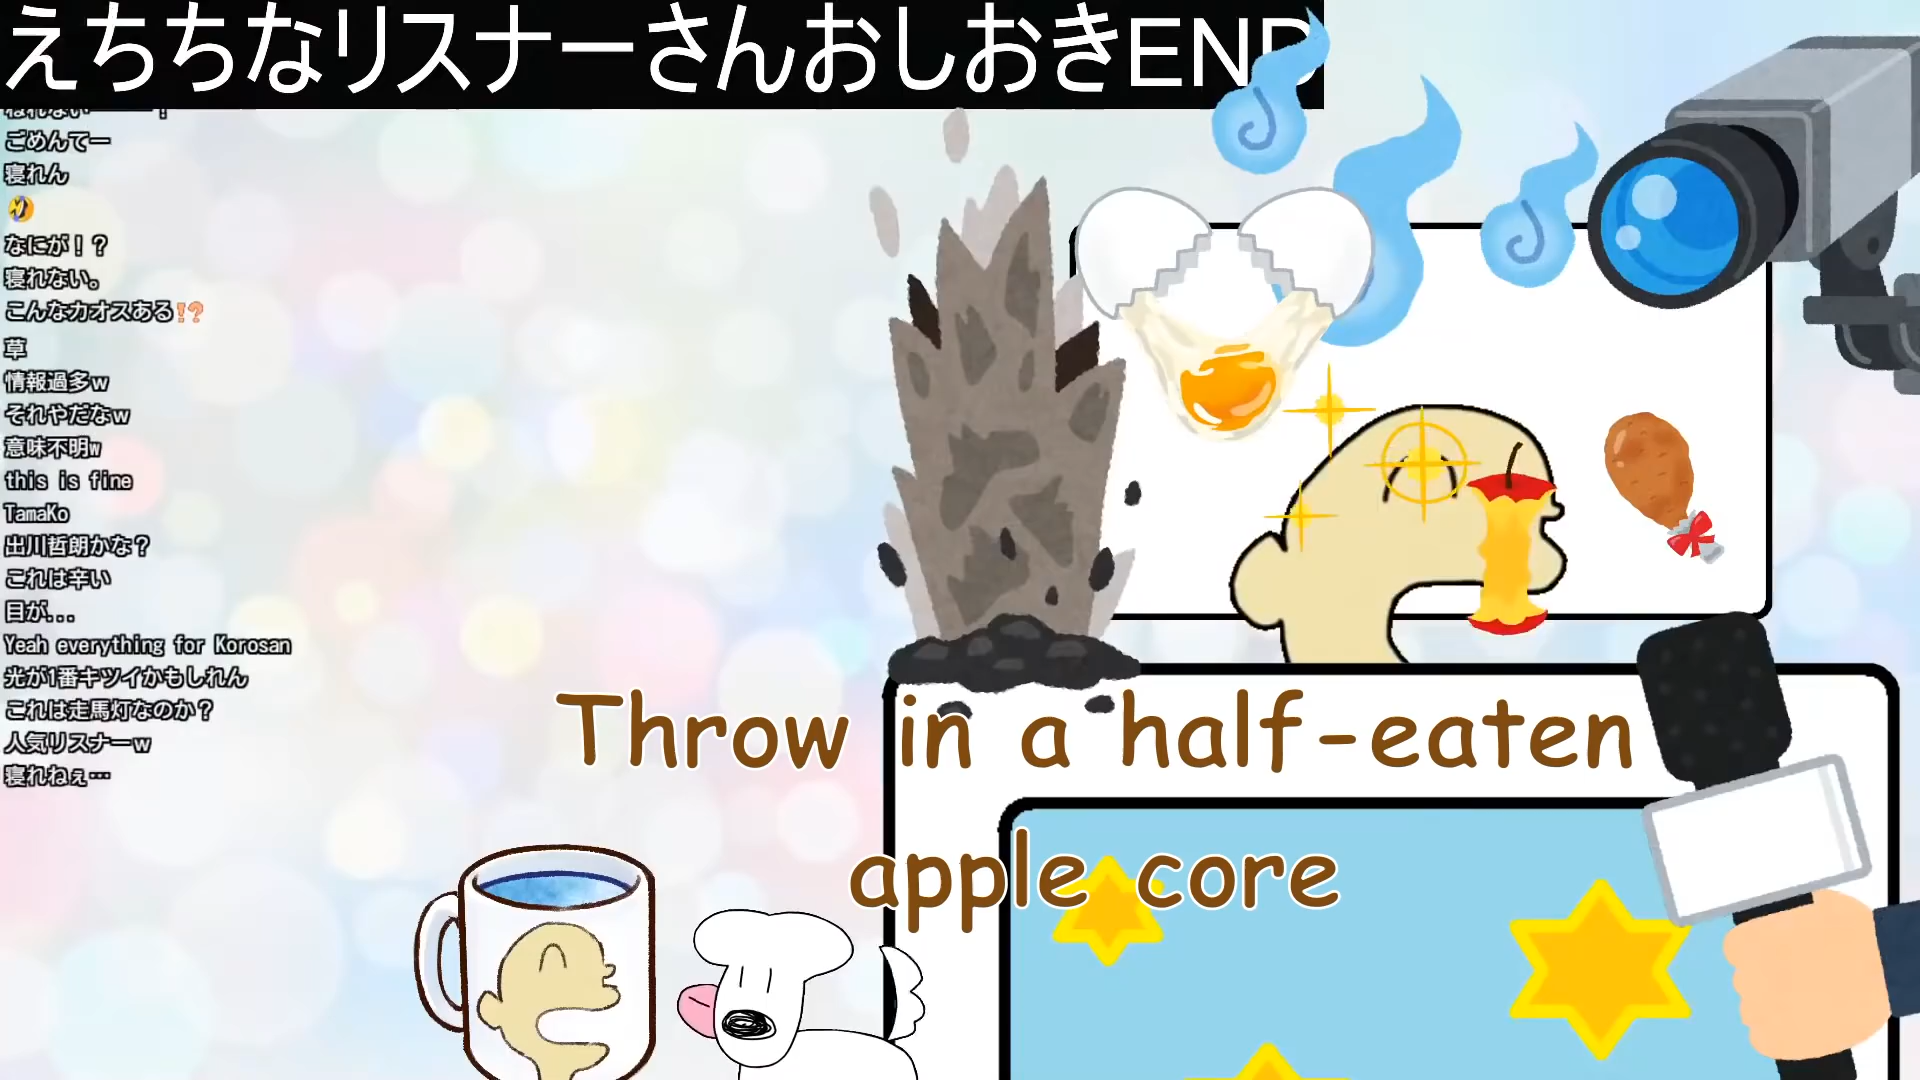 えちちなリスナーさんおしおきEND
ねれない━━━━！
ごめんてー
寝れん
なにが！？
寝れない。
こんなカオスある⁉️
草
情報過多w
それやだなw
意味不明w
this is fine
TamaKo
出川哲朗かな？
これは辛い
目が...
Yeah everything for Korosan
光が1番キツイかもしれん
これは走馬灯なのか？
人気リスナーw
寝れねぇ…
Throw in a half-eaten
apple core